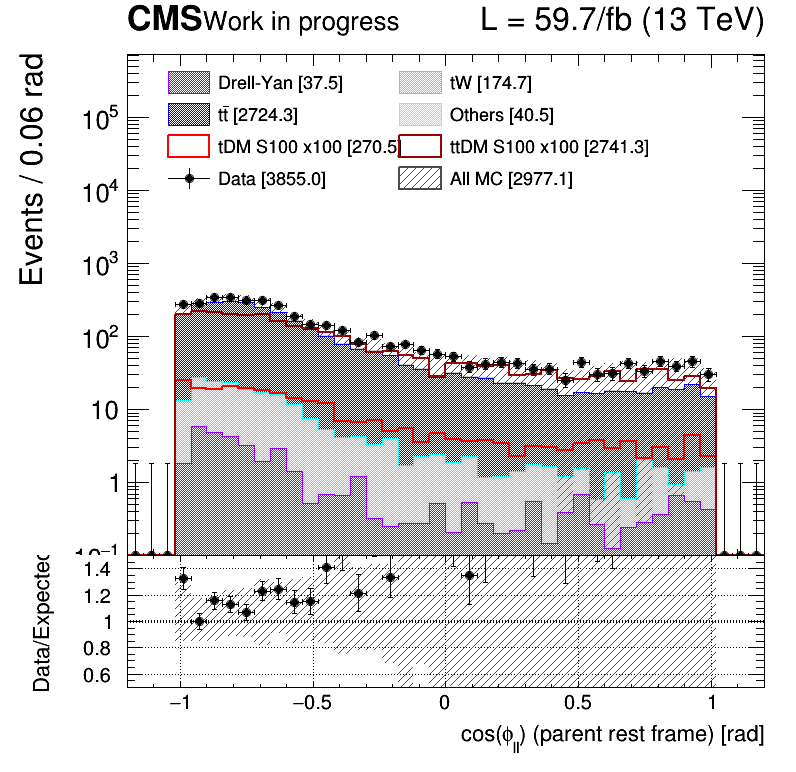 CMS Work in progress L = 59.7/fb (13 TeV)
Events / 0.06 rad
Drell-Yan [37.5] tW [174.7]
tt̄ [2724.3] Others [40.5]
tDM S100 x100 [270.5] ttDM S100 x100 [2741.3]
Data [3855.0] All MC [2977.1]
10⁵
10⁴
10³
10²
10
1
10⁻¹
Data/Expected
1.4
1.2
1
0.8
0.6
−1 −0.5 0 0.5 1
cos(ϕ_ll) (parent rest frame) [rad]